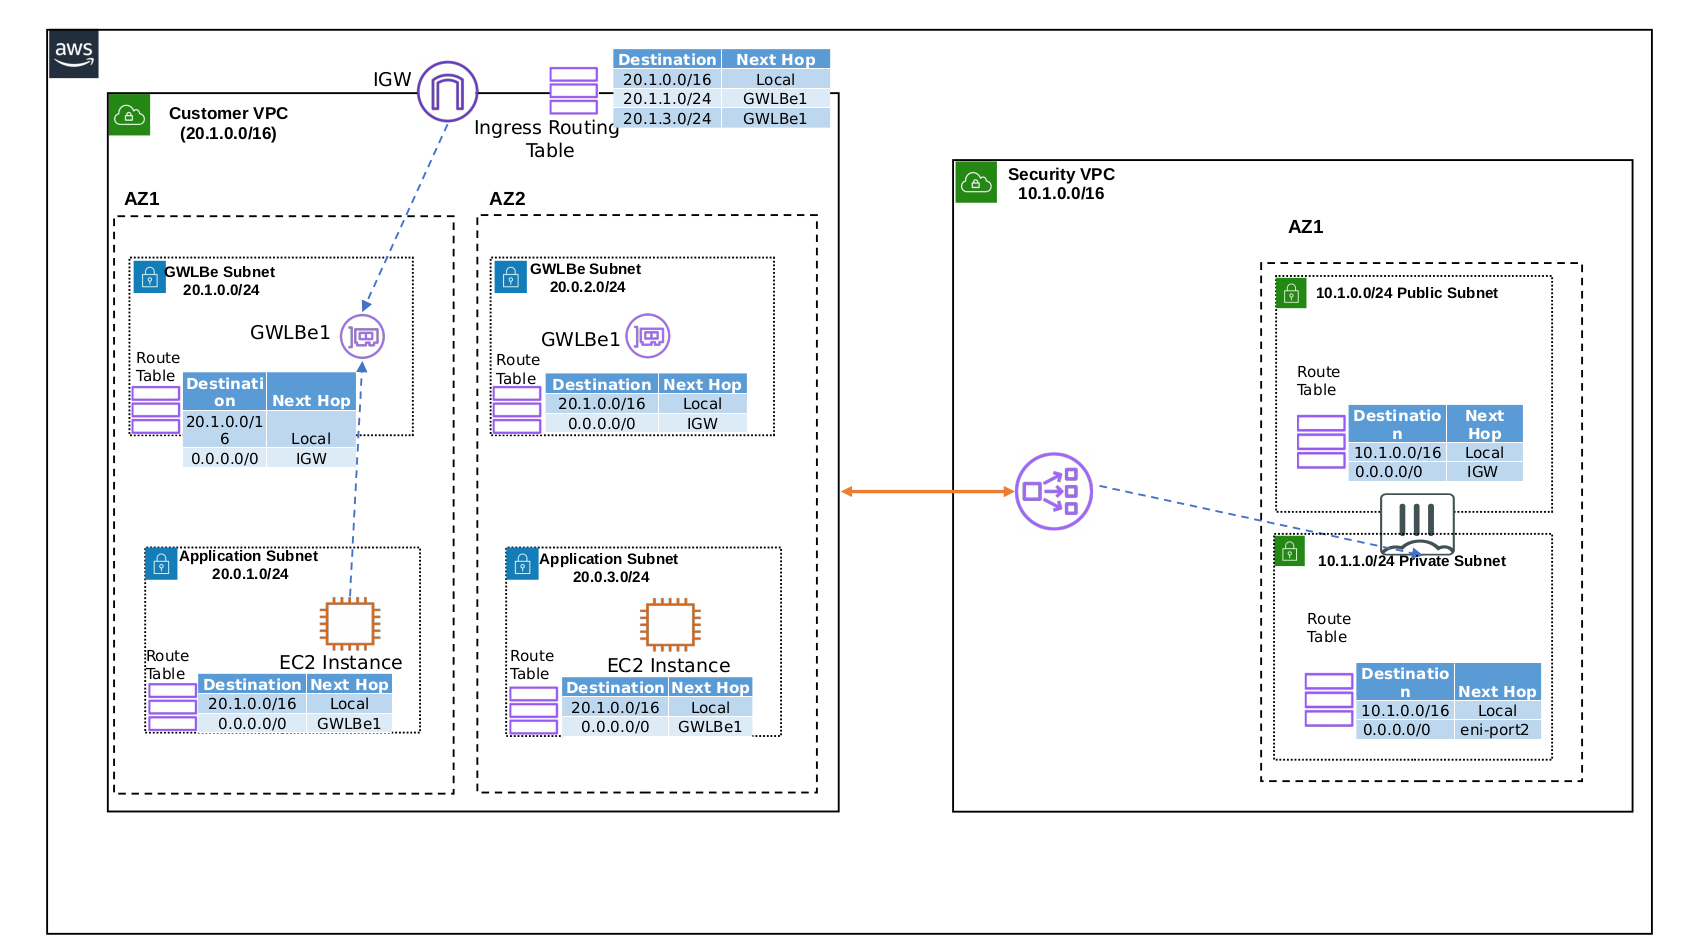 aws
IGW
Destination Next Hop
20.1.0.0/16 Local
20.1.1.0/24 GWLBe1
20.1.3.0/24 GWLBe1
Ingress Routing
Table
Customer VPC
(20.1.0.0/16)
AZ1
AZ2
GWLBe Subnet
20.1.0.0/24
GWLBe1
Route
Table
Destinati
on Next Hop
20.1.0.0/1
6 Local
0.0.0.0/0 IGW
GWLBe Subnet
20.0.2.0/24
GWLBe1
Route
Table
Destination Next Hop
20.1.0.0/16 Local
0.0.0.0/0 IGW
Application Subnet
20.0.1.0/24
EC2 Instance
Route
Table
Destination Next Hop
20.1.0.0/16 Local
0.0.0.0/0 GWLBe1
Application Subnet
20.0.3.0/24
EC2 Instance
Route
Table
Destination Next Hop
20.1.0.0/16 Local
0.0.0.0/0 GWLBe1
Security VPC
10.1.0.0/16
AZ1
10.1.0.0/24 Public Subnet
Route
Table
Destinatio Next
n Hop
10.1.0.0/16 Local
0.0.0.0/0 IGW
10.1.1.0/24 Private Subnet
Route
Table
Destinatio
n Next Hop
10.1.0.0/16 Local
0.0.0.0/0 eni-port2